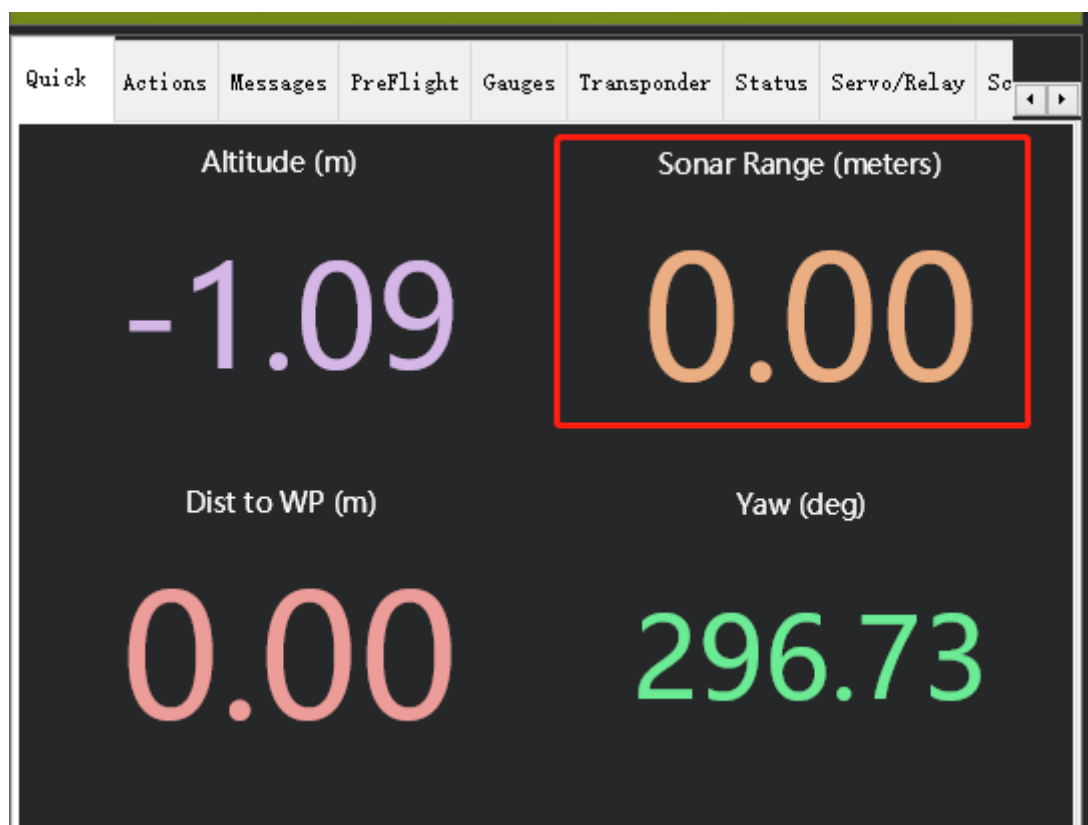 Quick Actions Messages PreFlight Gauges Transponder Status Servo/Relay Sc
Altitude (m) Sonar Range (meters)
-1.09 0.00
Dist to WP (m) Yaw (deg)
0.00 296.73